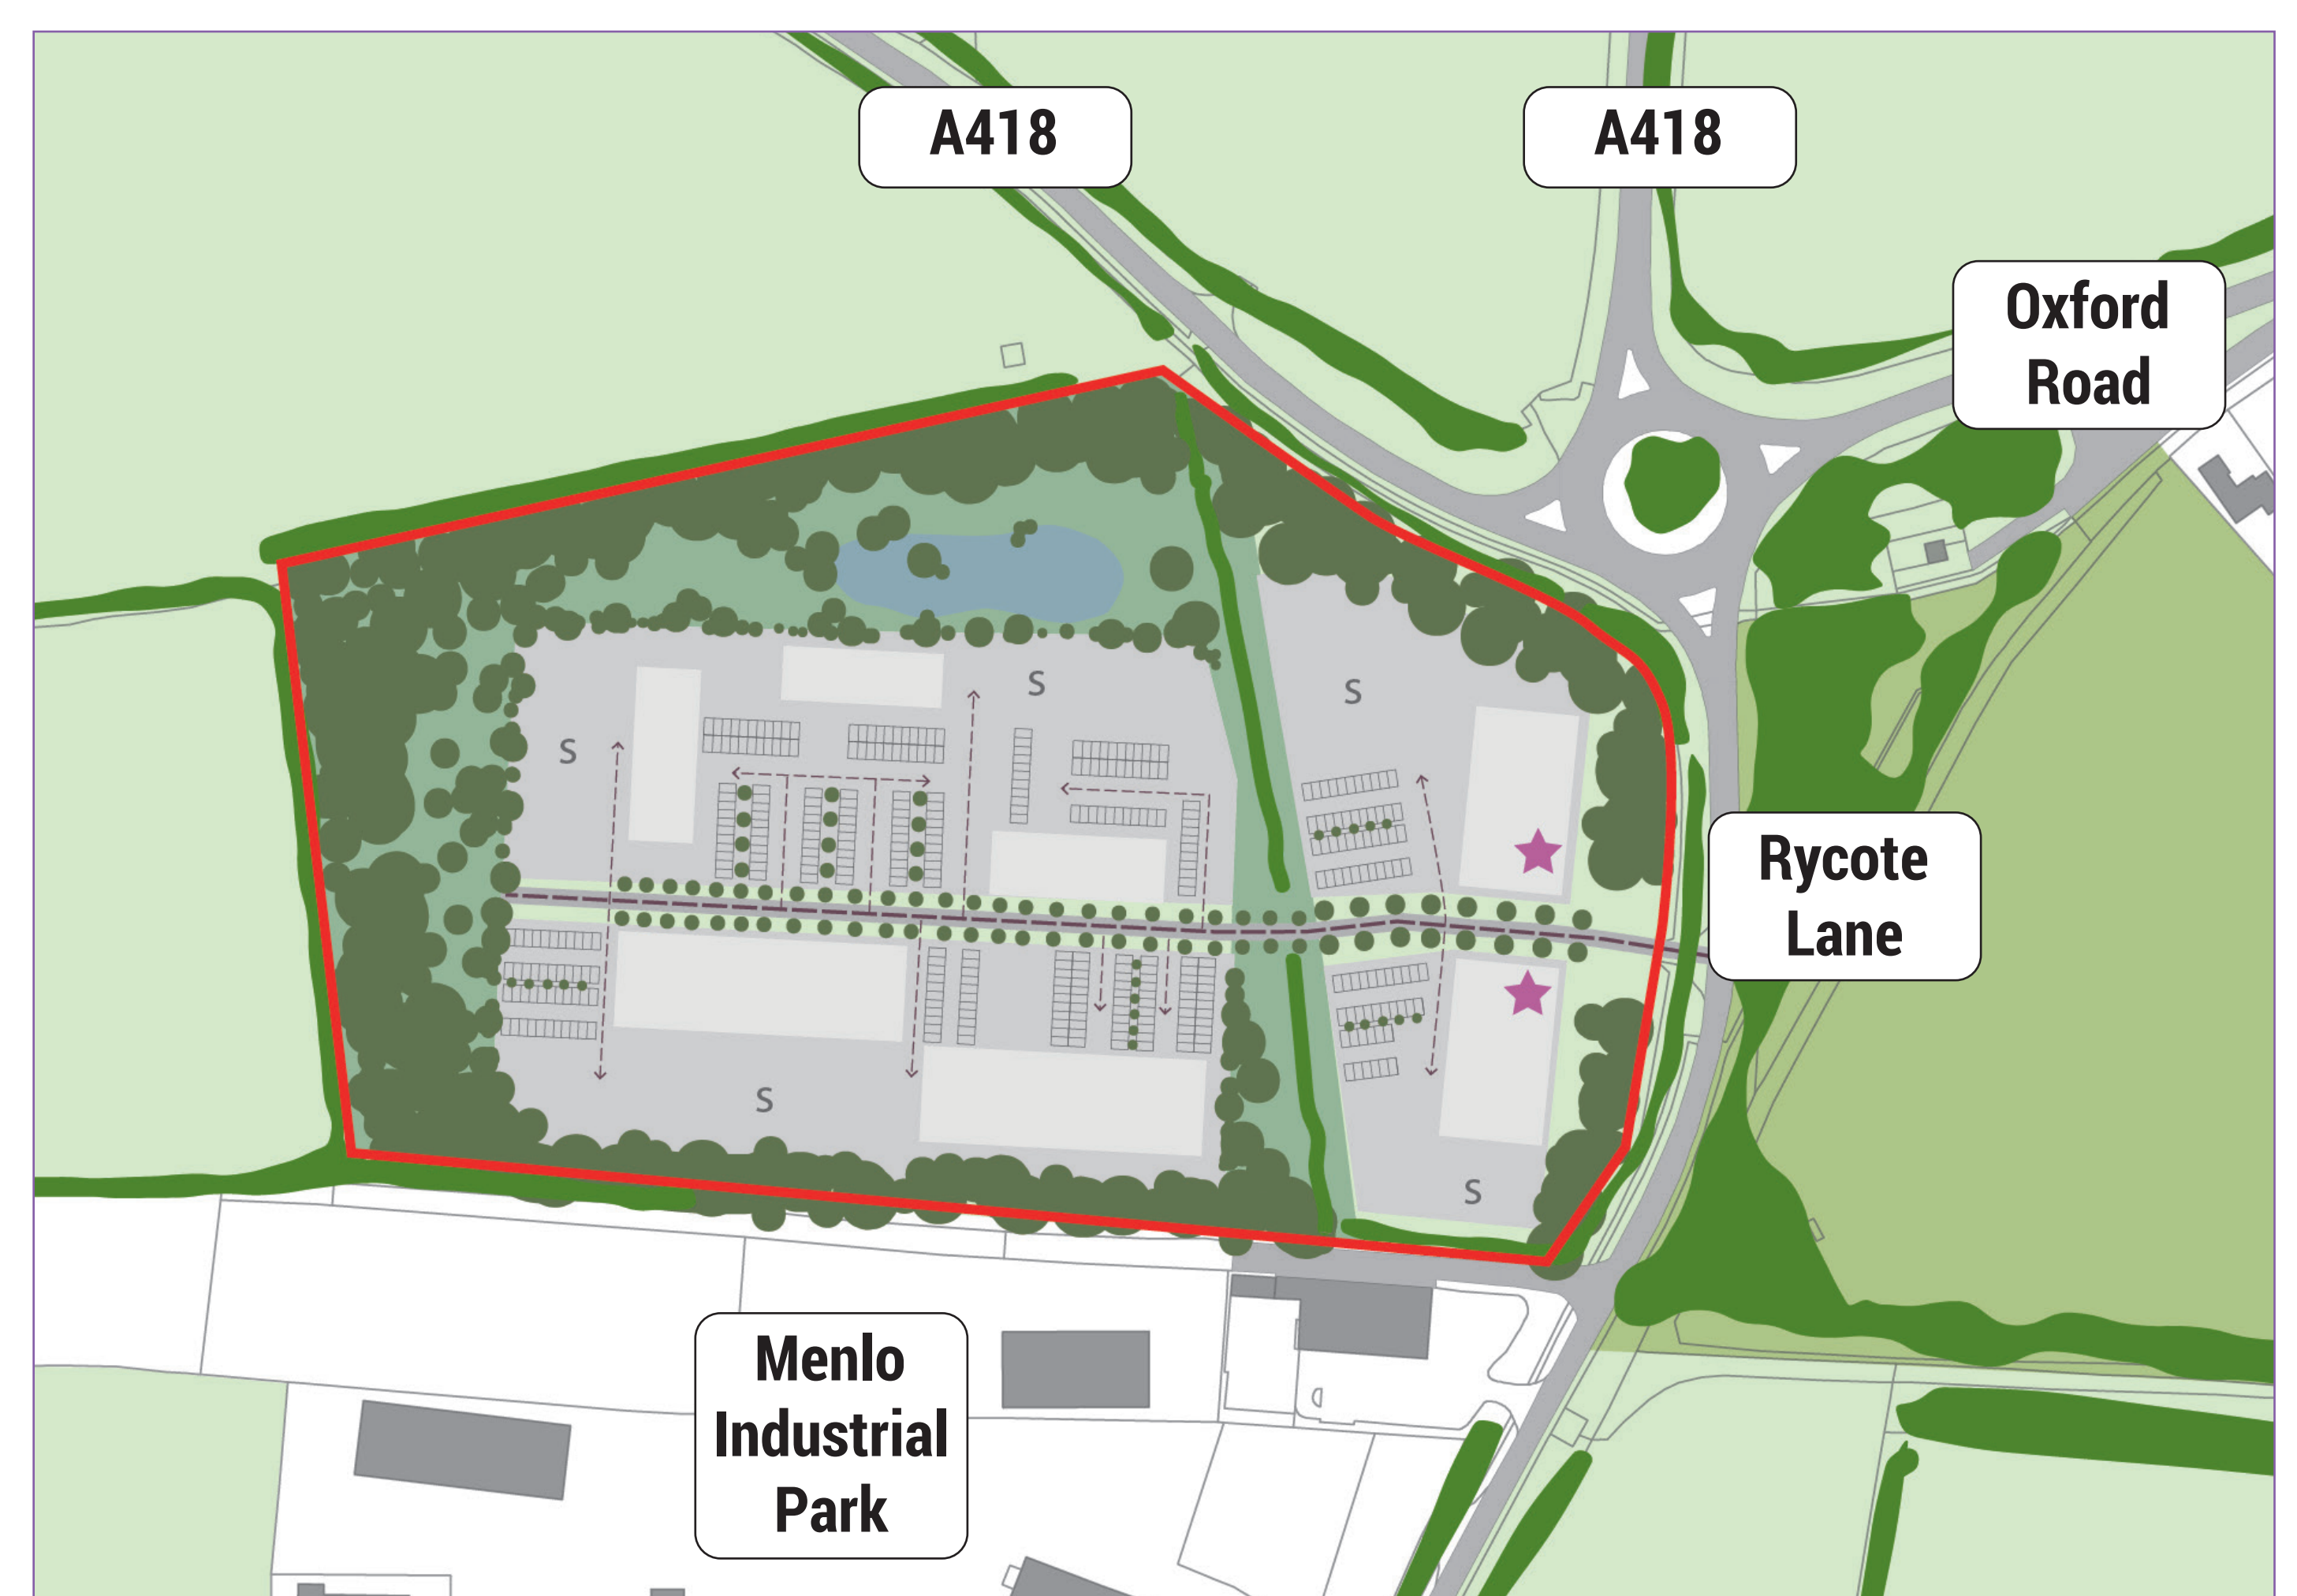 A418
A418
Oxford
Road
S
S
S
Rycote
Lane
S
S
Menlo
Industrial
Park